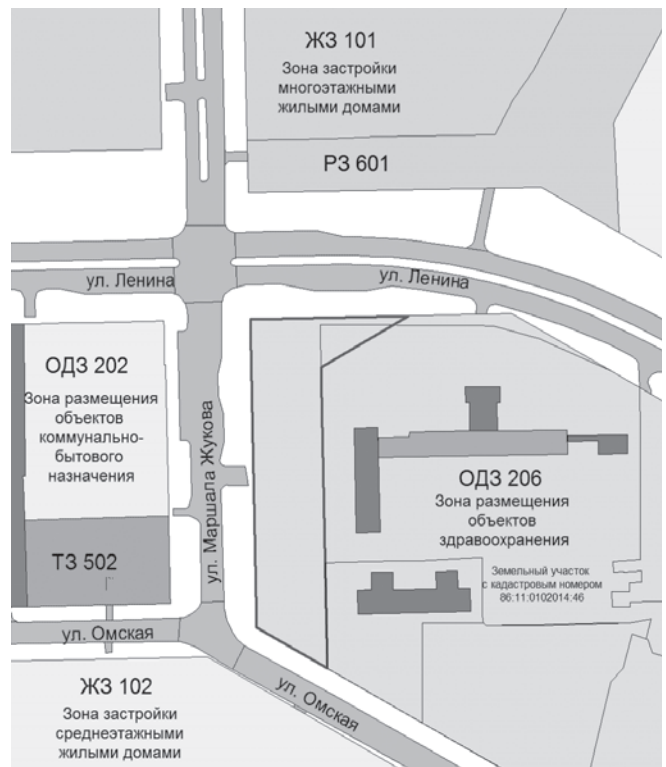 ЖЗ 101
Зона застройки
многоэтажными
жилыми домами
РЗ 601
ул. Ленина
ул. Ленина
ОДЗ 202
Зона размещения
объектов
коммунально-
бытового
назначения
ул. Маршала Жукова
ОДЗ 206
Зона размещения
объектов
здравоохранения
ТЗ 502
Земельный участок
с кадастровым номером
86:11:0102014:46
ул. Омская
ул. Омская
ЖЗ 102
Зона застройки
среднеэтажными
жилыми домами